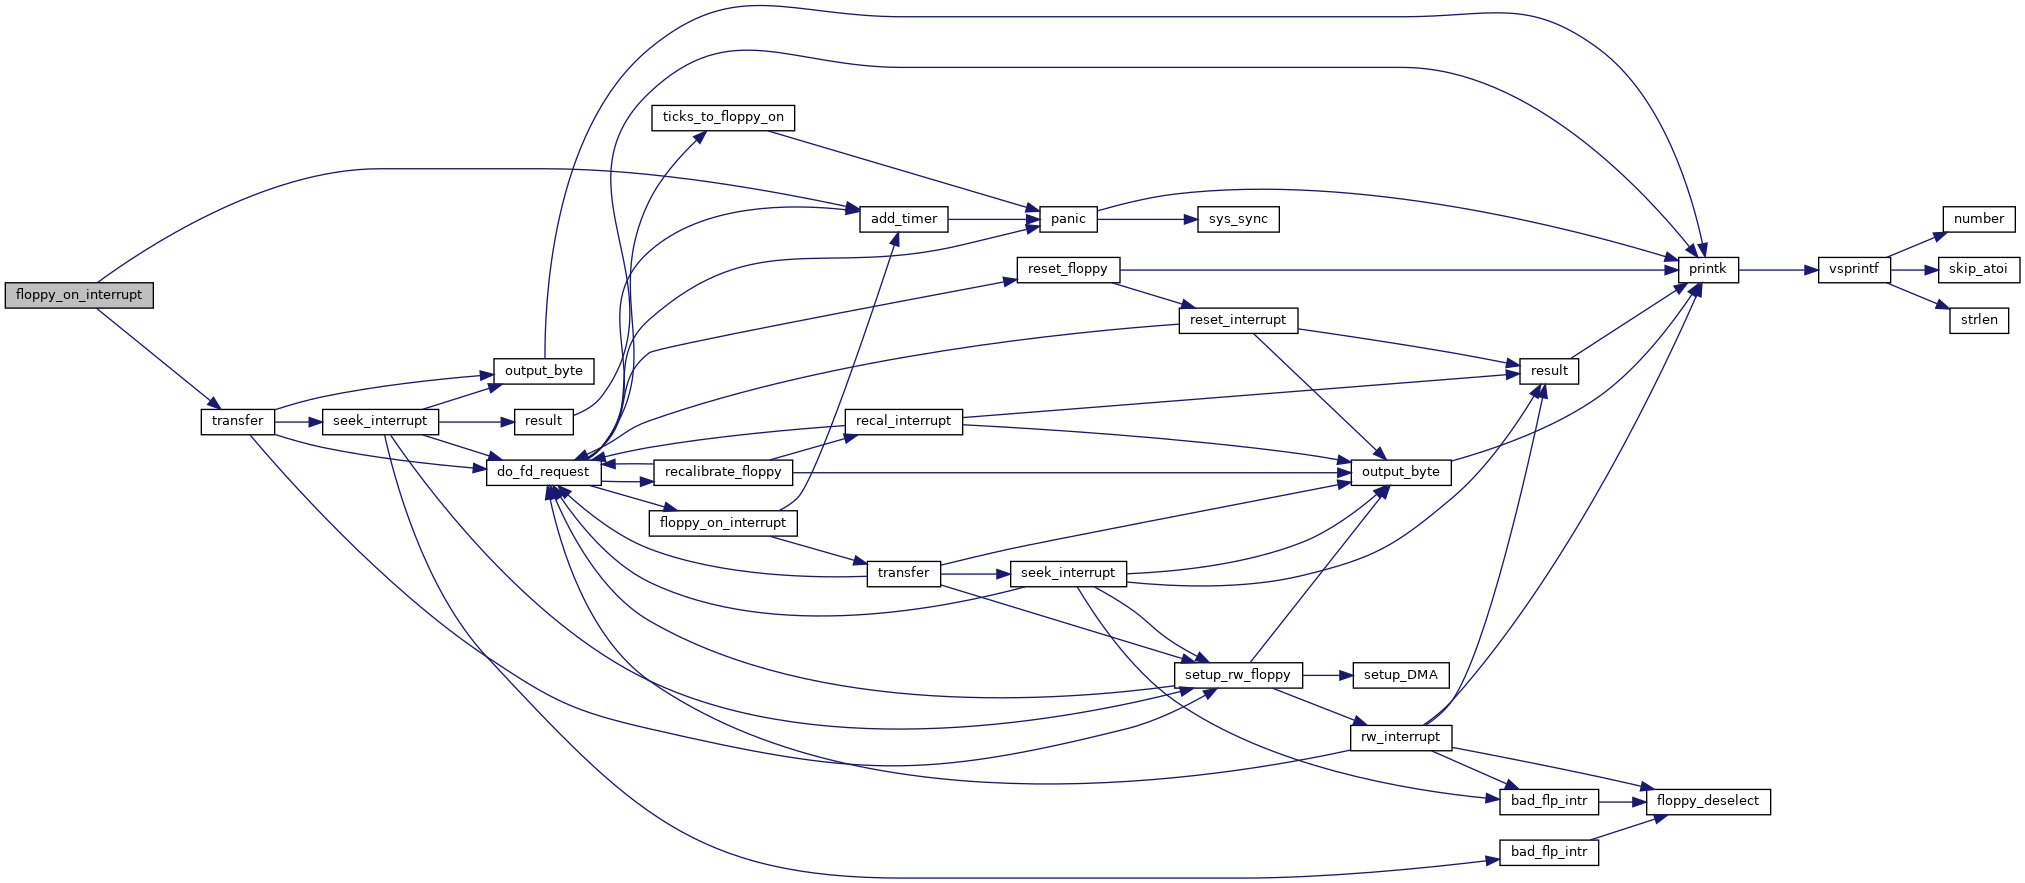 floppy_on_interrupt
transfer
seek_interrupt
output_byte
result
do_fd_request
ticks_to_floppy_on
recalibrate_floppy
floppy_on_interrupt
add_timer
recal_interrupt
transfer
panic
reset_floppy
seek_interrupt
sys_sync
reset_interrupt
setup_rw_floppy
output_byte
setup_DMA
rw_interrupt
result
bad_flp_intr
bad_flp_intr
printk
floppy_deselect
vsprintf
number
skip_atoi
strlen